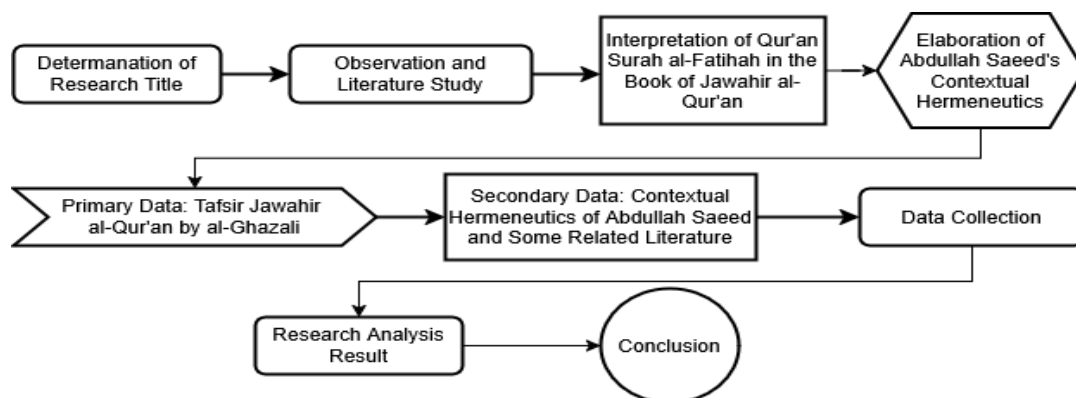 Determanation of
Research Title
Observation and
Literature Study
Interpretation of Qur'an
Surah al-Fatihah in the
Book of Jawahir al-
Qur'an
Elaboration of
Abdullah Saeed's
Contextual
Hermeneutics
Primary Data: Tafsir Jawahir
al-Qur'an by al-Ghazali
Secondary Data: Contextual
Hermeneutics of Abdullah Saeed
and Some Related Literature
Data Collection
Research Analysis
Result
Conclusion